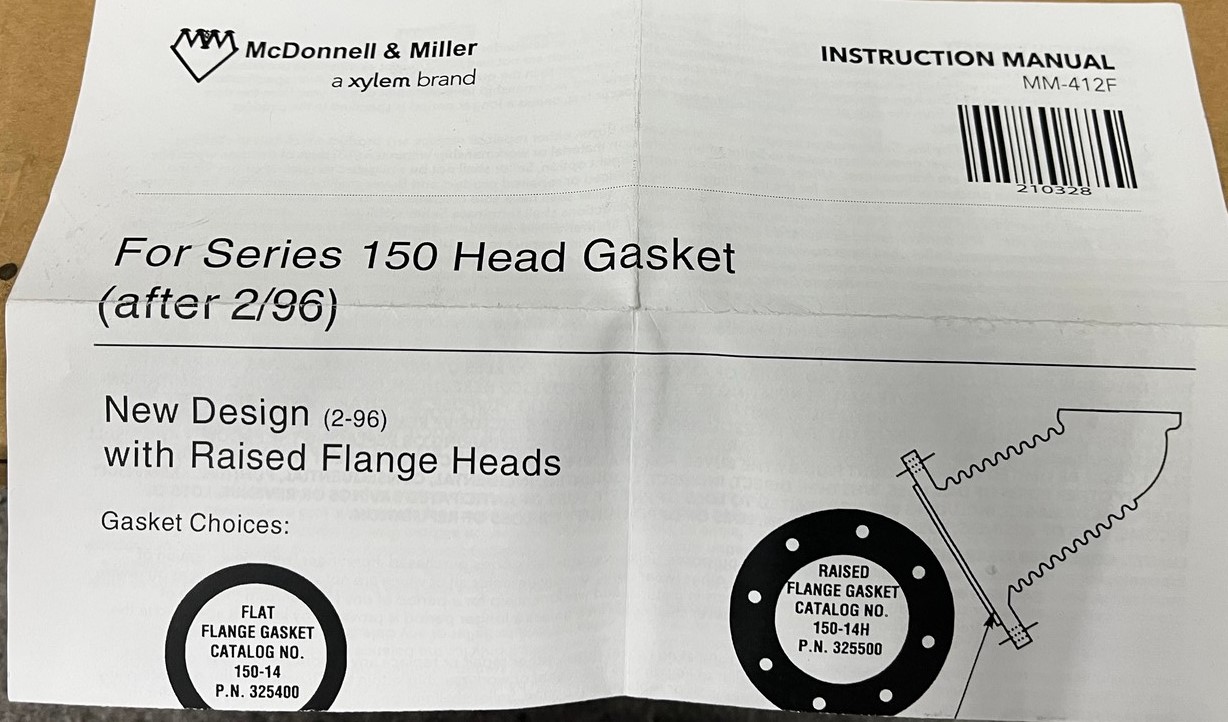 McDonnell & Miller
a xylem brand
INSTRUCTION MANUAL
MM-412F
210328
For Series 150 Head Gasket
(after 2/96)
New Design (2-96)
with Raised Flange Heads
Gasket Choices:
FLAT
FLANGE GASKET
CATALOG NO.
150-14
P.N. 325400
RAISED
FLANGE GASKET
CATALOG NO.
150-14H
P.N. 325500